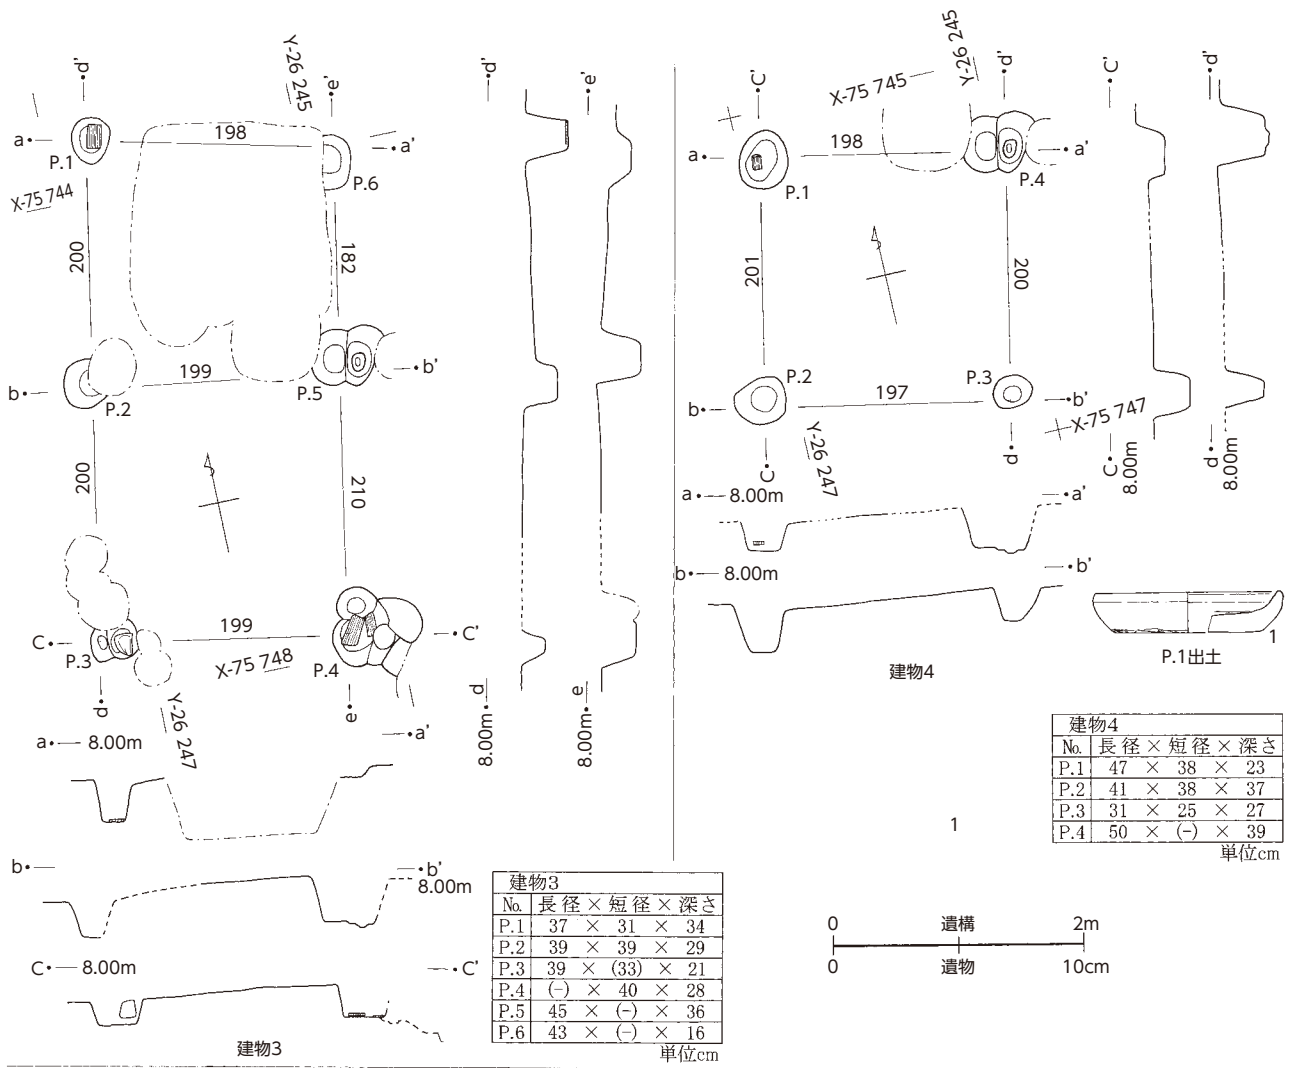 d'
Y-26 245
e'
a
198
a'
P.1
P.6
X-75 744
200
182
b
199
b'
P.2
P.5
200
210
C
199
C'
P.3
X-75 748
P.4
d
e
Y-26 247
a 8.00m
a'
b
b'
8.00m
C 8.00m
C'
建物3
d'
e'
d
8.00m
e
8.00m
建物3
No. 長径×短径×深さ
P.1 37 × 31 × 34
P.2 39 × 39 × 29
P.3 39 × (33) × 21
P.4 (-) × 40 × 28
P.5 45 × (-) × 36
P.6 43 × (-) × 16
単位cm
Y-26 245
C'
X-75 745
d'
a
198
a'
P.1
P.4
201
200
P.2
P.3
b
197
b'
X-75 747
C
Y-26 247
d
a 8.00m
a'
b 8.00m
b'
建物4
C'
d'
C
8.00m
d
8.00m
1
P.1出土
建物4
No. 長径×短径×深さ
P.1 47 × 38 × 23
P.2 41 × 38 × 37
P.3 31 × 25 × 27
P.4 50 × (-) × 39
単位cm
1
0 遺構 2m
0 遺物 10cm